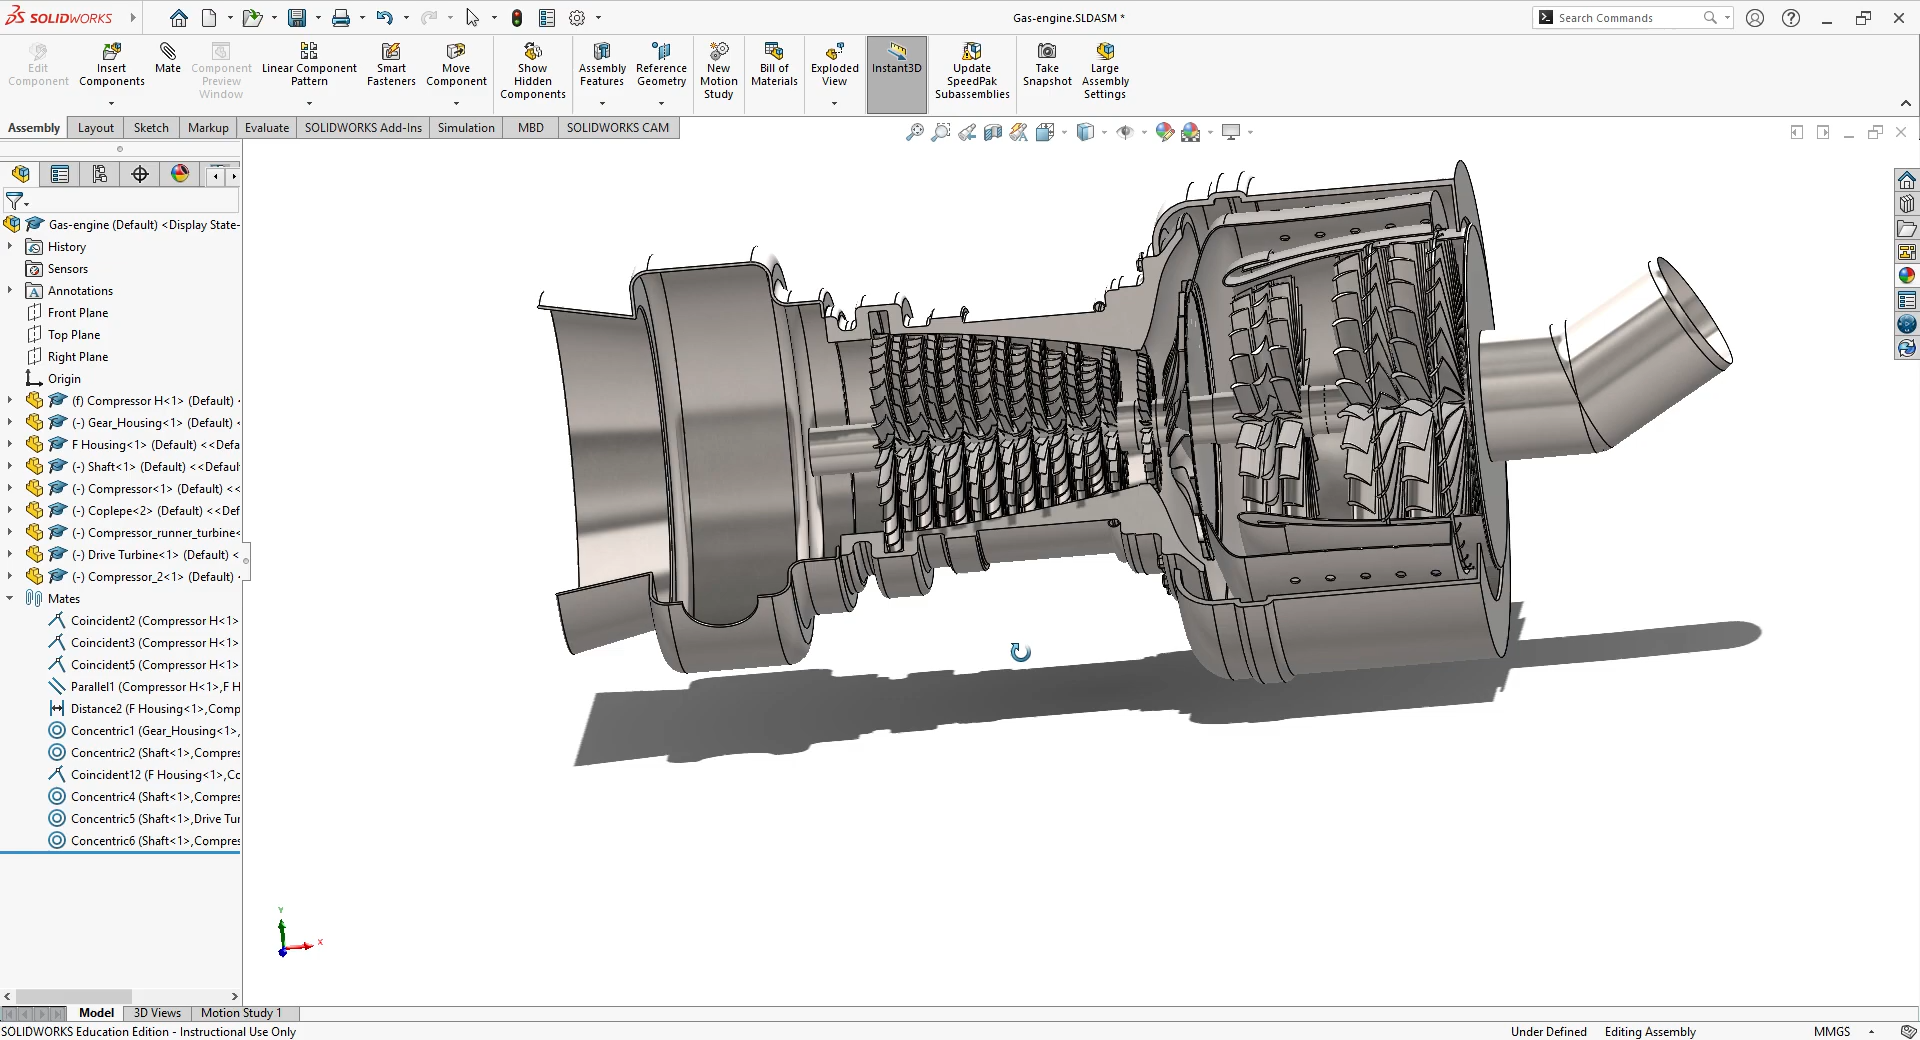 SOLIDWORKS
Gas-engine.SLDASM *
Search Commands
Edit Component
Insert Components
Mate
Component Preview Window
Linear Component Pattern
Smart Fasteners
Move Component
Show Hidden Components
Assembly Features
Reference Geometry
New Motion Study
Bill of Materials
Exploded View
Instant3D
Update SpeedPak Subassemblies
Take Snapshot
Large Assembly Settings
Assembly
Layout
Sketch
Markup
Evaluate
SOLIDWORKS Add-Ins
Simulation
MBD
SOLIDWORKS CAM
Gas-engine (Default) <Display State-
History
Sensors
Annotations
Front Plane
Top Plane
Right Plane
Origin
(f) Compressor H<1> (Default)
(-) Gear_Housing<1> (Default) <
F Housing<1> (Default) <<Defa
(-) Shaft<1> (Default) <<Defaul
(-) Compressor<1> (Default) <<
(-) Coplepe<2> (Default) <<Def
(-) Compressor_runner_turbine<
(-) Drive Turbine<1> (Default) <
(-) Compressor_2<1> (Default)
Mates
Coincident2 (Compressor H<1>
Coincident3 (Compressor H<1>
Coincident5 (Compressor H<1>
Parallel1 (Compressor H<1>,F H
Distance2 (F Housing<1>,Comp
Concentric1 (Gear_Housing<1>,
Concentric2 (Shaft<1>,Compres
Coincident12 (F Housing<1>,Cc
Concentric4 (Shaft<1>,Compres
Concentric5 (Shaft<1>,Drive Tur
Concentric6 (Shaft<1>,Compres
Y
X
Model
3D Views
Motion Study 1
SOLIDWORKS Education Edition - Instructional Use Only
Under Defined
Editing Assembly
MMGS